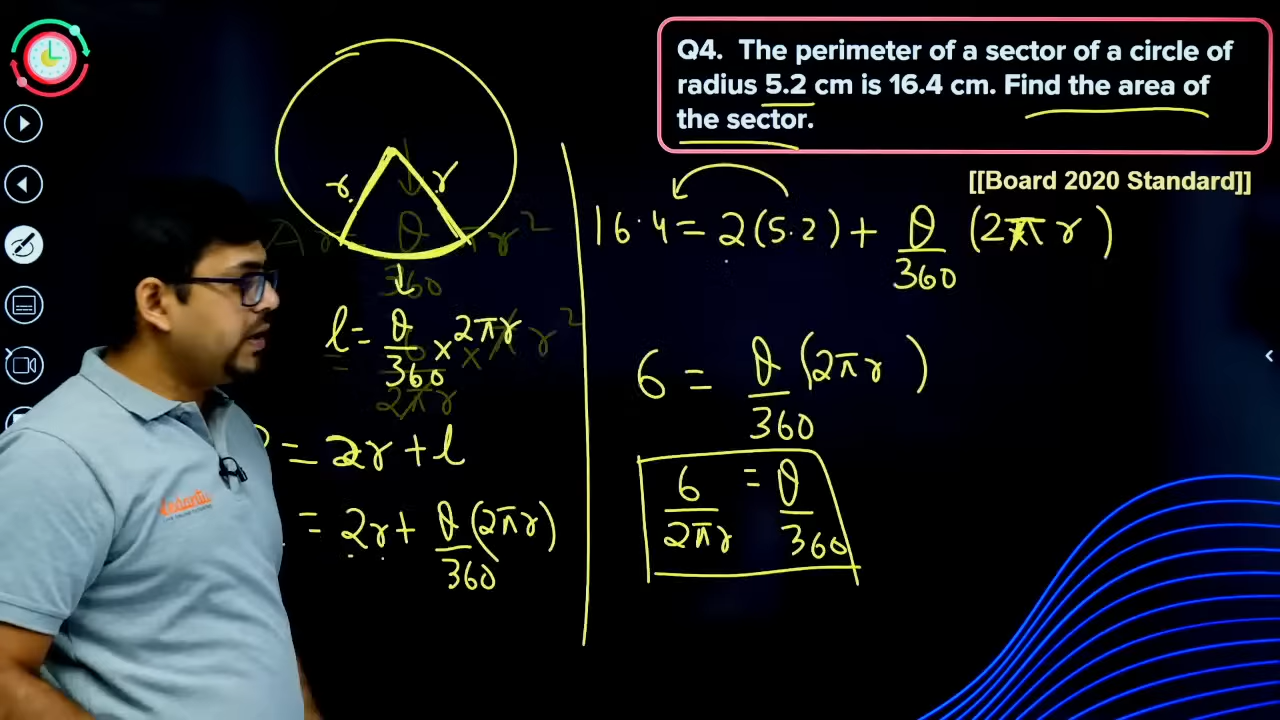 Q4. The perimeter of a sector of a circle of
radius 5.2 cm is 16.4 cm. Find the area of
the sector.
[[Board 2020 Standard]]
r r
l = θ/360 × 2πr
= 2r + l
= 2r + θ/360 (2πr)
16.4 = 2(5.2) + θ/360 (2πr)
6 = θ/360 (2πr)
6/2πr = θ/360
Vedantu